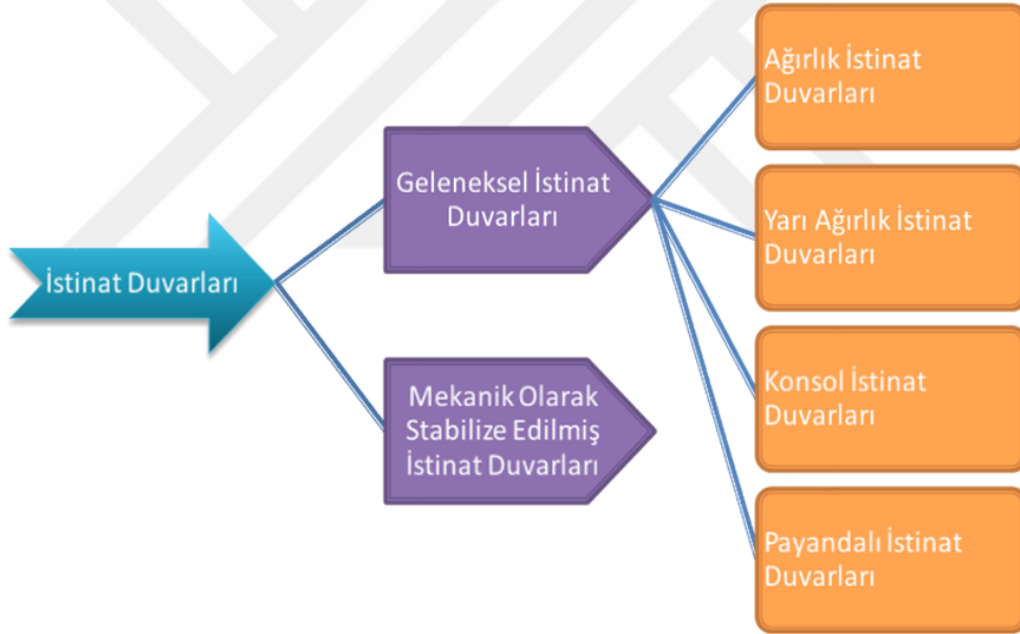 İstinat Duvarları
Geleneksel İstinat
Duvarları
Mekanik Olarak
Stabilize Edilmiş
İstinat Duvarları
Ağırlık İstinat
Duvarları
Yarı Ağırlık İstinat
Duvarları
Konsol İstinat
Duvarları
Payandalı İstinat
Duvarları